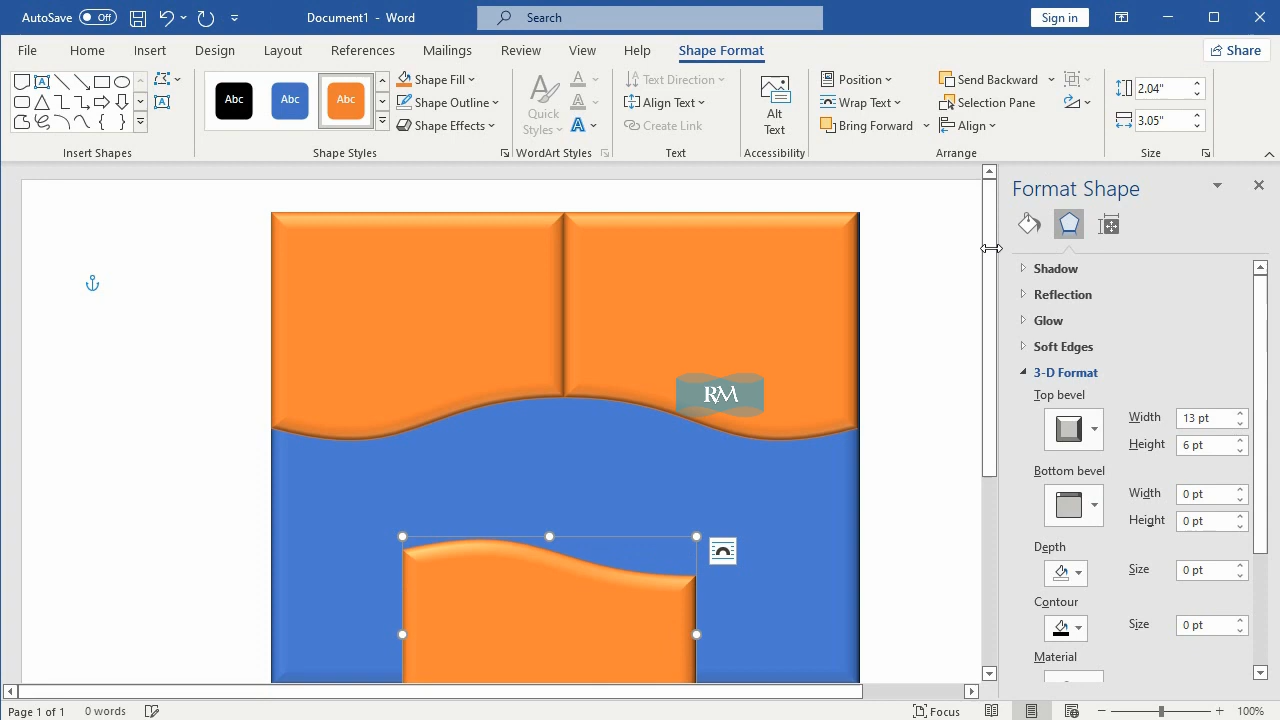 AutoSave Off Document1 - Word Search Sign in
File Home Insert Design Layout References Mailings Review View Help Shape Format Share
Abc Abc Abc
Shape Fill
Shape Outline
Shape Effects
Quick
Styles
Text Direction
Align Text
Create Link
Alt
Text
Position
Wrap Text
Bring Forward
Send Backward
Selection Pane
Align
2.04"
3.05"
Insert Shapes Shape Styles WordArt Styles Text Accessibility Arrange Size
Format Shape
Shadow
Reflection
Glow
Soft Edges
3-D Format
Top bevel
Width 13 pt
Height 6 pt
Bottom bevel
Width 0 pt
Height 0 pt
Depth
Size 0 pt
Contour
Size 0 pt
Material
RM
Page 1 of 1 0 words Focus 100%